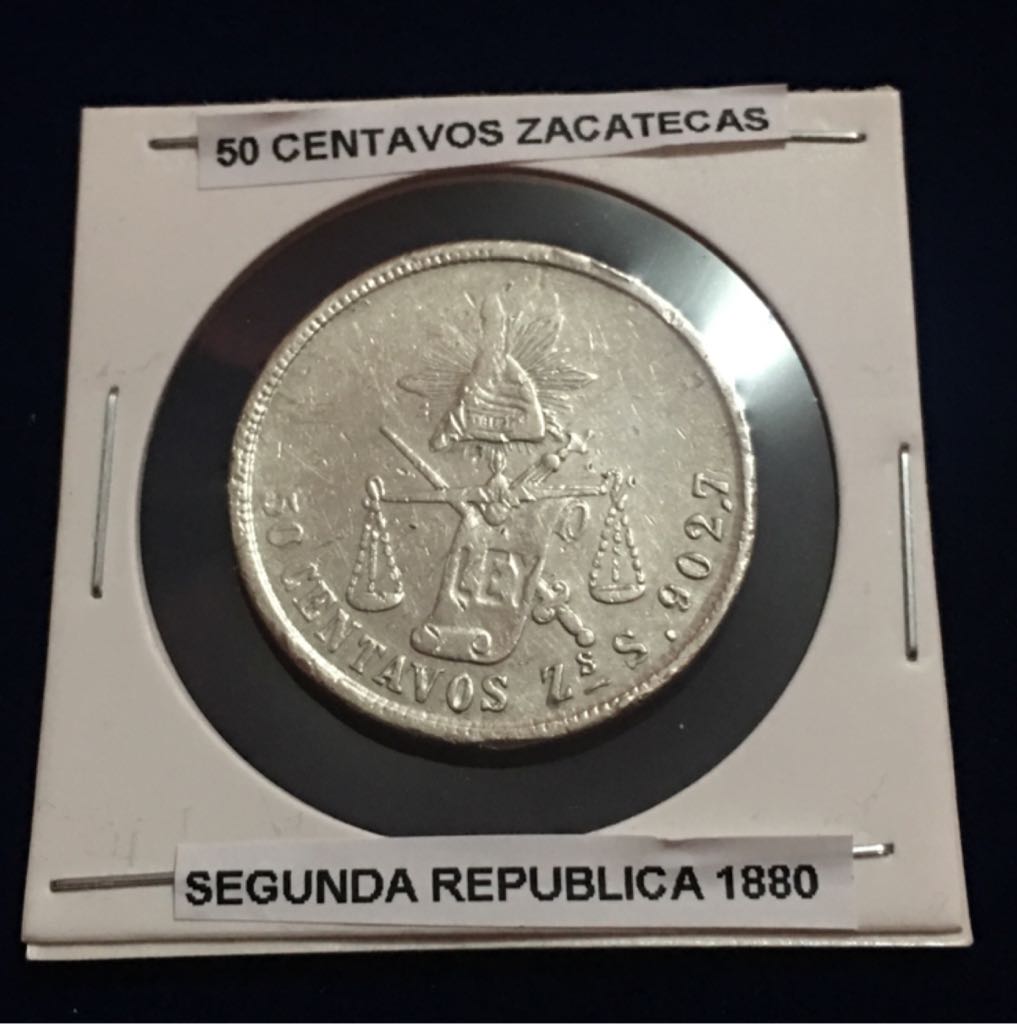 50 CENTAVOS ZACATECAS
LEY
50 CENTAVOS Zs S. 902,7
SEGUNDA REPUBLICA 1880